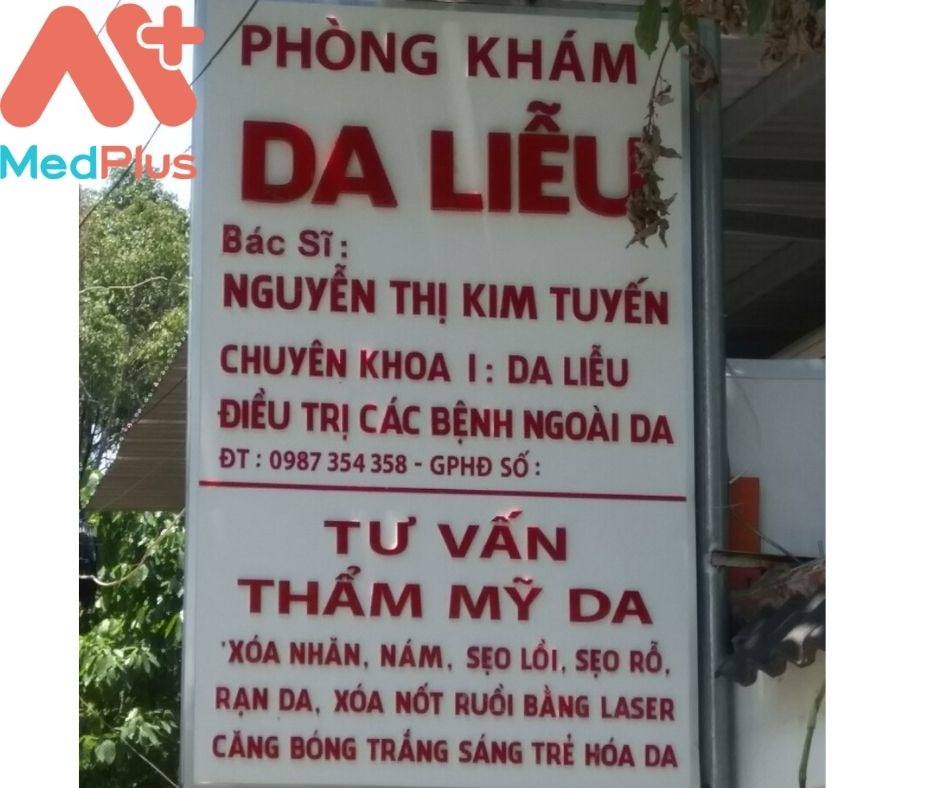 MedPlus
PHÒNG KHÁM
DA LIỄU
Bác Sĩ :
NGUYỄN THỊ KIM TUYẾN
CHUYÊN KHOA I : DA LIỄU
ĐIỀU TRỊ CÁC BỆNH NGOÀI DA
ĐT : 0987 354 358 - GPHĐ SỐ :
TƯ VẤN
THẨM MỸ DA
XÓA NHĂN, NÁM, SẸO LỒI, SẸO RỖ,
RẠN DA, XÓA NỐT RUỒI BẰNG LASER
CĂNG BÓNG TRẮNG SÁNG TRẺ HÓA DA